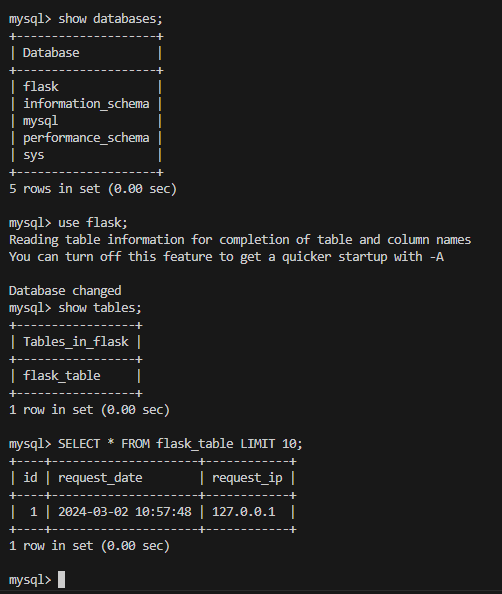 mysql> show databases;
+--------------------+
| Database           |
+--------------------+
| flask              |
| information_schema |
| mysql              |
| performance_schema |
| sys                |
+--------------------+
5 rows in set (0.00 sec)

mysql> use flask;
Reading table information for completion of table and column names
You can turn off this feature to get a quicker startup with -A

Database changed
mysql> show tables;
+-----------------+
| Tables_in_flask |
+-----------------+
| flask_table     |
+-----------------+
1 row in set (0.00 sec)

mysql> SELECT * FROM flask_table LIMIT 10;
+----+---------------------+------------+
| id | request_date        | request_ip |
+----+---------------------+------------+
|  1 | 2024-03-02 10:57:48 | 127.0.0.1  |
+----+---------------------+------------+
1 row in set (0.00 sec)

mysql>